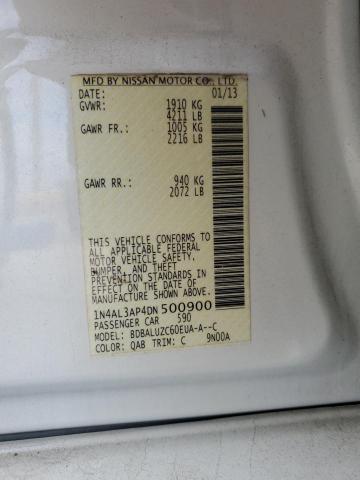 MFD BY NISSAN MOTOR CO., LTD.
DATE: 01/13
GVWR: 1910 KG
4211 LB
GAWR FR.: 1005 KG
2216 LB
GAWR RR.: 940 KG
2072 LB
THIS VEHICLE CONFORMS TO
ALL APPLICABLE FEDERAL
MOTOR VEHICLE SAFETY,
BUMPER, AND THEFT
PREVENTION STANDARDS IN
EFFECT ON THE DATE OF
MANUFACTURE SHOWN ABOVE.
1N4AL3AP4DN500900
PASSENGER CAR 590
MODEL: BDBALUZC60EUA-A--C
COLOR: QAB TRIM: C 9N00A